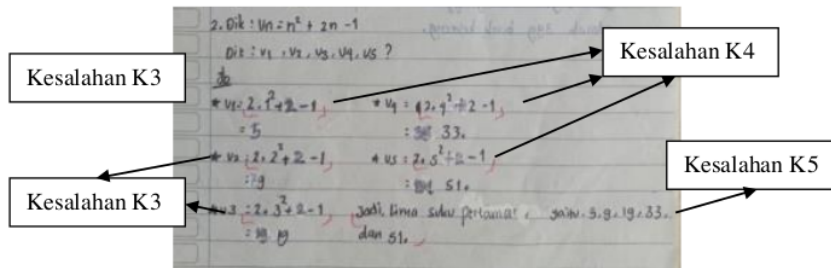 2. Dik : Un = n² + 2n -1
Dit : U1, U2, U3, U4, U5 ?
Kesalahan K4
Kesalahan K3
* U1 = 2.1² + 2 -1
* U4 : 2.4² + 2 -1
= 5
: 33.
Kesalahan K5
* U2 : 2.2² + 2 -1
* U5 : 2.5² + 2 -1
: 9
: 51.
Kesalahan K3
* U3 : 2.3² + 2 -1
Jadi, lima suku pertama : yaitu 5, 9, 19, 33.
: 19
dan 51.